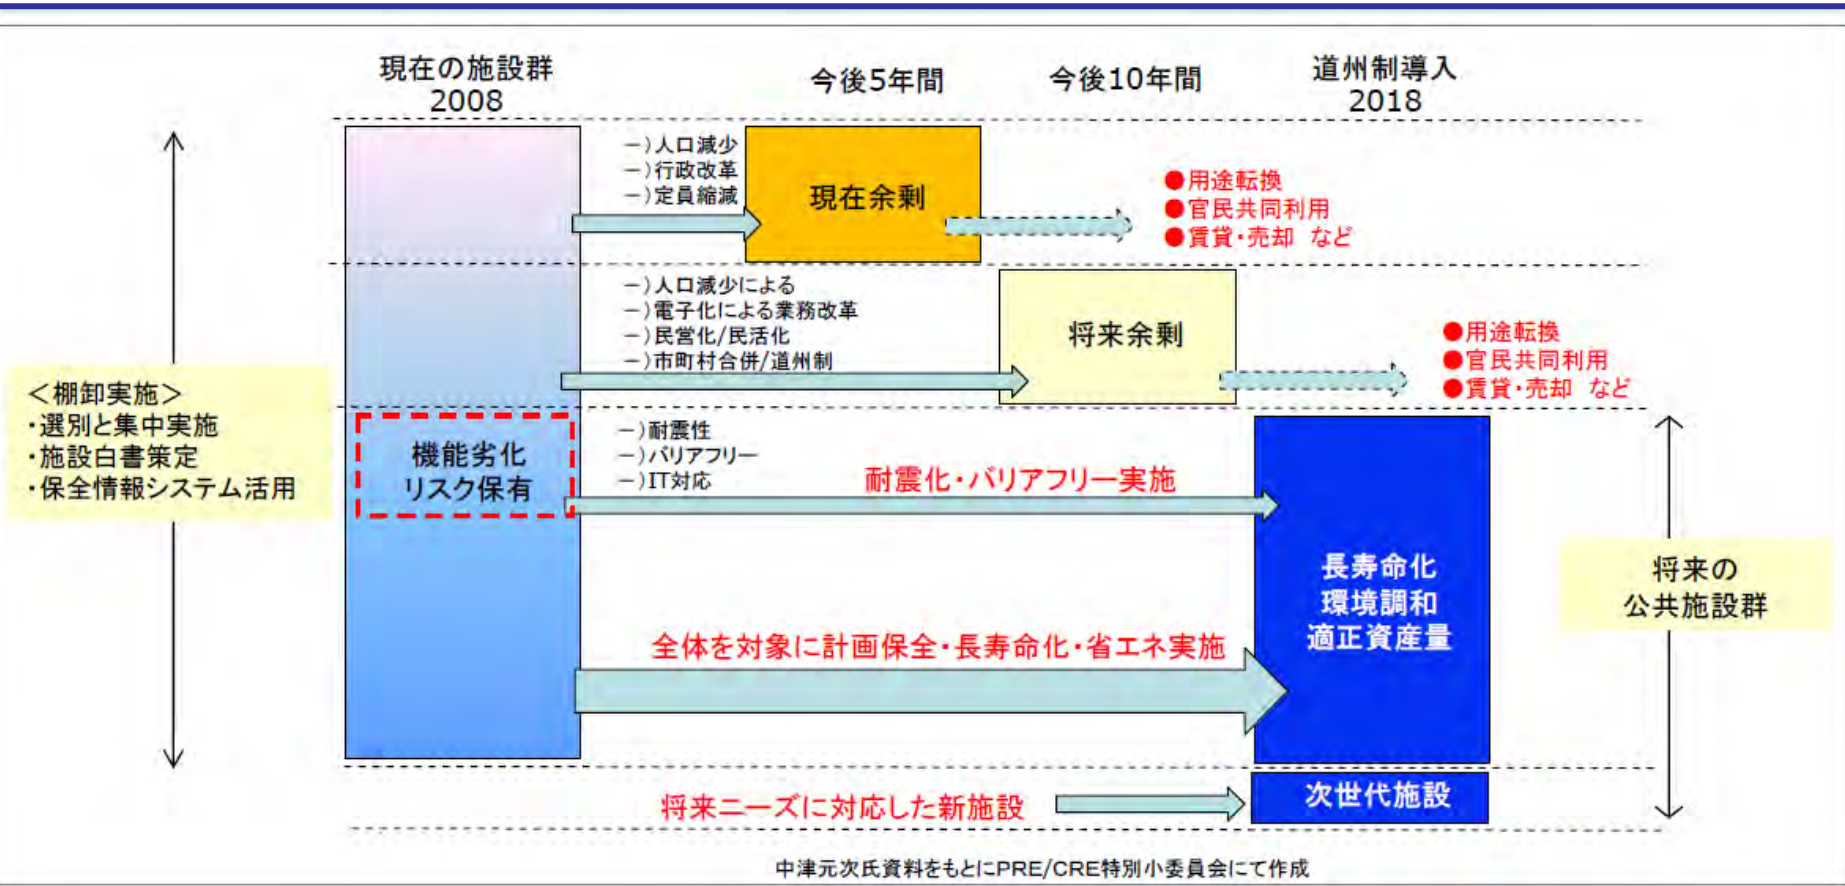 現在の施設群
2008
今後5年間
今後10年間
道州制導入
2018
－）人口減少
－）行政改革
－）定員縮減
現在余剰
●用途転換
●官民共同利用
●賃貸・売却　など
－）人口減少による
－）電子化による業務改革
－）民営化/民活化
－）市町村合併/道州制
将来余剰
●用途転換
●官民共同利用
●賃貸・売却　など
＜棚卸実施＞
・選別と集中実施
・施設白書策定
・保全情報システム活用
機能劣化
リスク保有
－）耐震性
－）バリアフリー
－）IT対応
耐震化・バリアフリー実施
長寿命化
環境調和
適正資産量
将来の
公共施設群
全体を対象に計画保全・長寿命化・省エネ実施
将来ニーズに対応した新施設
次世代施設
中津元次氏資料をもとにPRE/CRE特別小委員会にて作成